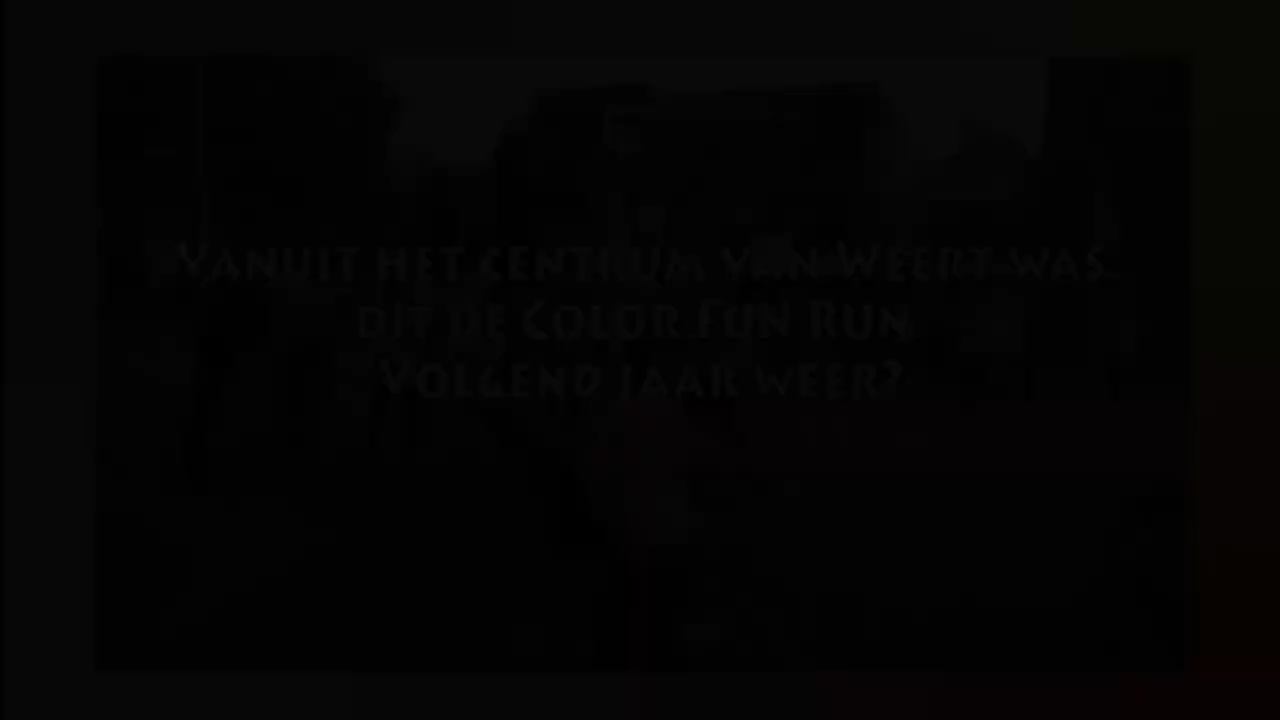 Vanuit het centrum van Weert was
dit de Color Fun Run.
Volgend jaar weer?